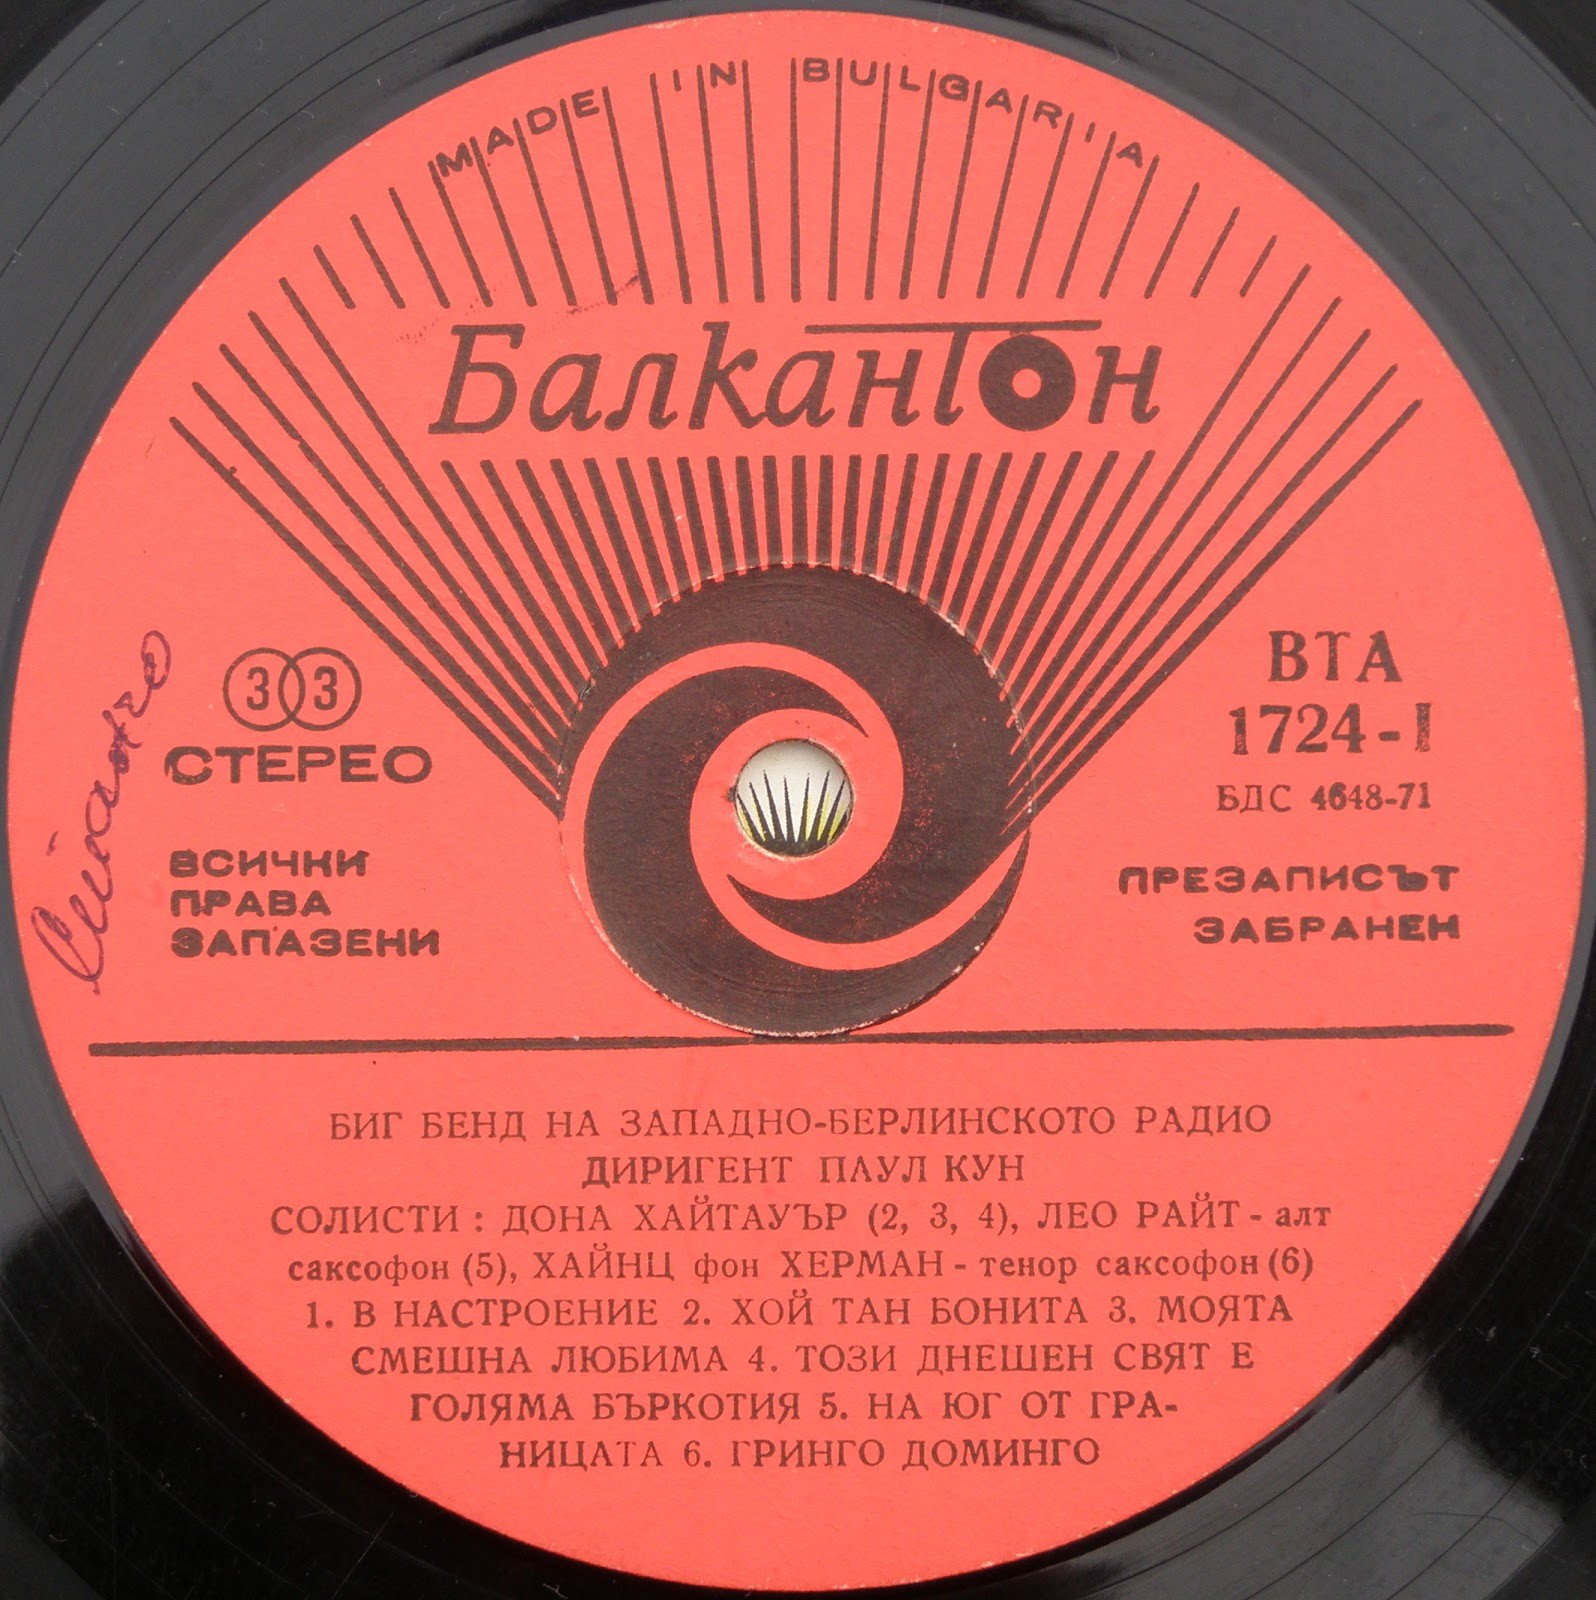 MADE IN BULGARIA
Балкантон
33
СТЕРЕО
ВСИЧКИ
ПРАВА
ЗАПАЗЕНИ
ВТА
1724-I
БДС 4648-71
ПРЕЗАПИСЪТ
ЗАБРАНЕН
БИГ БЕНД НА ЗАПАДНО-БЕРЛИНСКОТО РАДИО
ДИРИГЕНТ ПАУЛ КУН
СОЛИСТИ : ДОНА ХАЙТАУЪР (2, 3, 4), ЛЕО РАЙТ - алт
саксофон (5), ХАЙНЦ фон ХЕРМАН - тенор саксофон (6)
1. В НАСТРОЕНИЕ 2. ХОЙ ТАН БОНИТА 3. МОЯТА
СМЕШНА ЛЮБИМА 4. ТОЗИ ДНЕШЕН СВЯТ Е
ГОЛЯМА БЪРКОТИЯ 5. НА ЮГ ОТ ГРА-
НИЦАТА 6. ГРИНГО ДОМИНГО